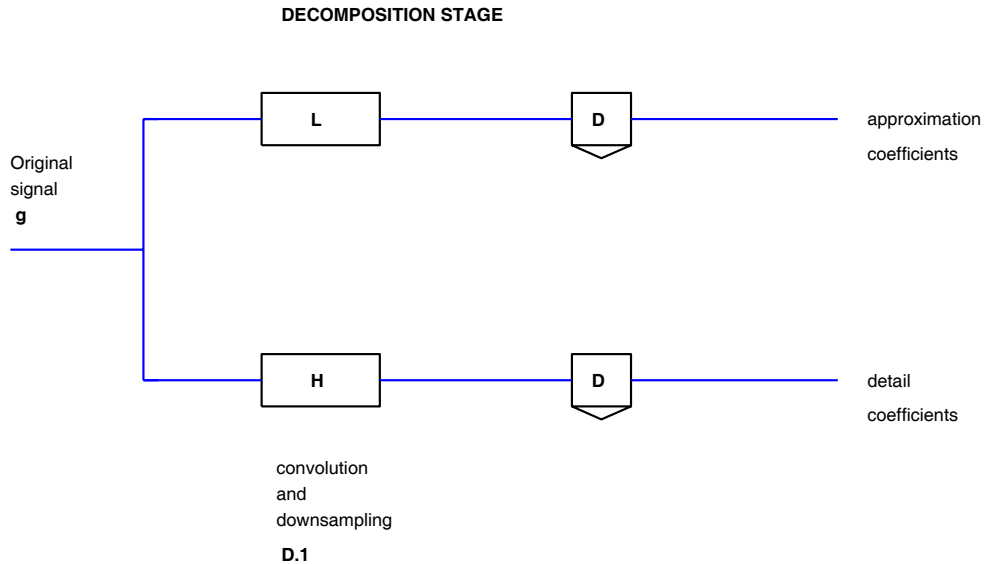 DECOMPOSITION STAGE
L
D
approximation
coefficients
Original
signal
g
H
D
detail
coefficients
convolution
and
downsampling
D.1